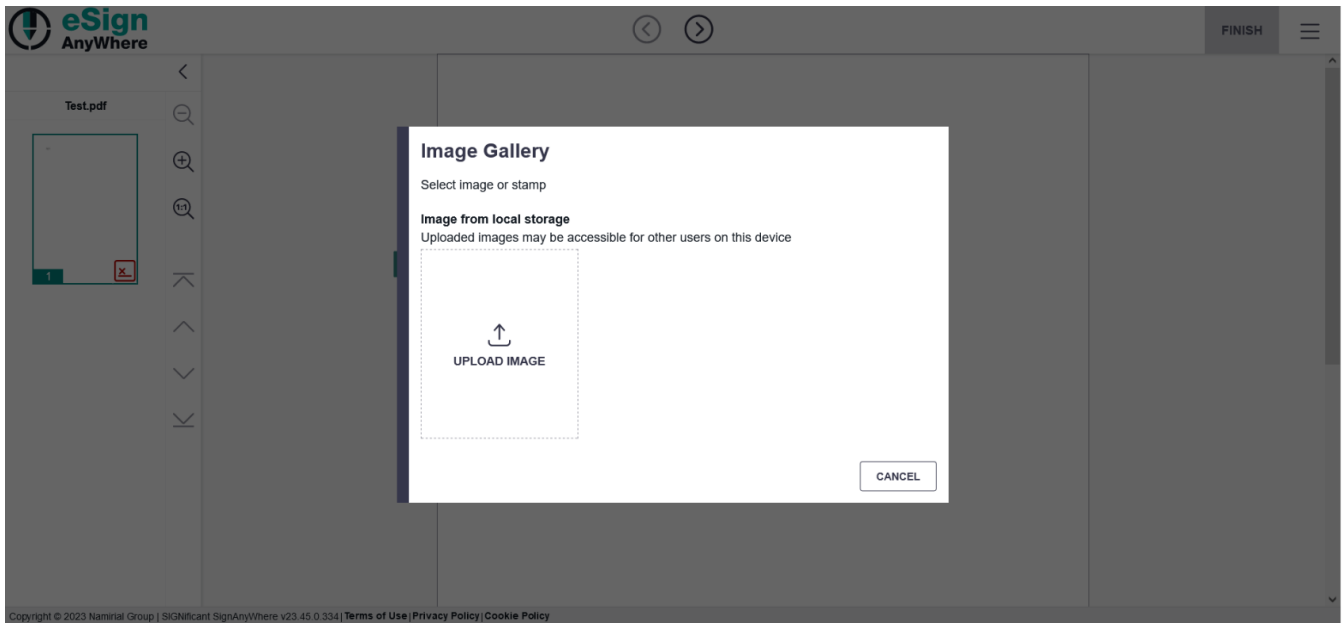 eSign
AnyWhere
FINISH
Test.pdf
1:1
1
x
Image Gallery
Select image or stamp
Image from local storage
Uploaded images may be accessible for other users on this device
UPLOAD IMAGE
CANCEL
Copyright © 2023 Namirial Group | SIGNificant SignAnyWhere v23.45.0.334 | Terms of Use | Privacy Policy | Cookie Policy